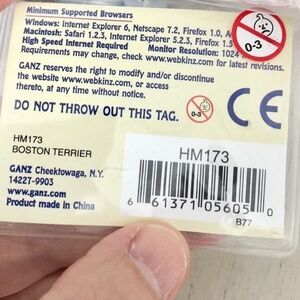 Minimum Supported Browsers
Windows: Internet Explorer 6, Netscape 7.2, Firefox 1.0,
Macintosh: Safari 1.2.3, Internet Explorer 5.2.3, Firefox 1.5
High Speed Internet Required Monitor Resolution: 1024
Requirements may change, check www.webkinz.com for latest revisions.
GANZ reserves the right to modify and/or discontinue
the website www.webkinz.com, or access
thereto, at any time without notice.
0-3
DO NOT THROW OUT THIS TAG.
0-3
CE
HM173
BOSTON TERRIER
GANZ Cheektowaga, N.Y.
14227-9903
www.ganz.com
Product made in China
HM173
6 61371 05605 0
B77